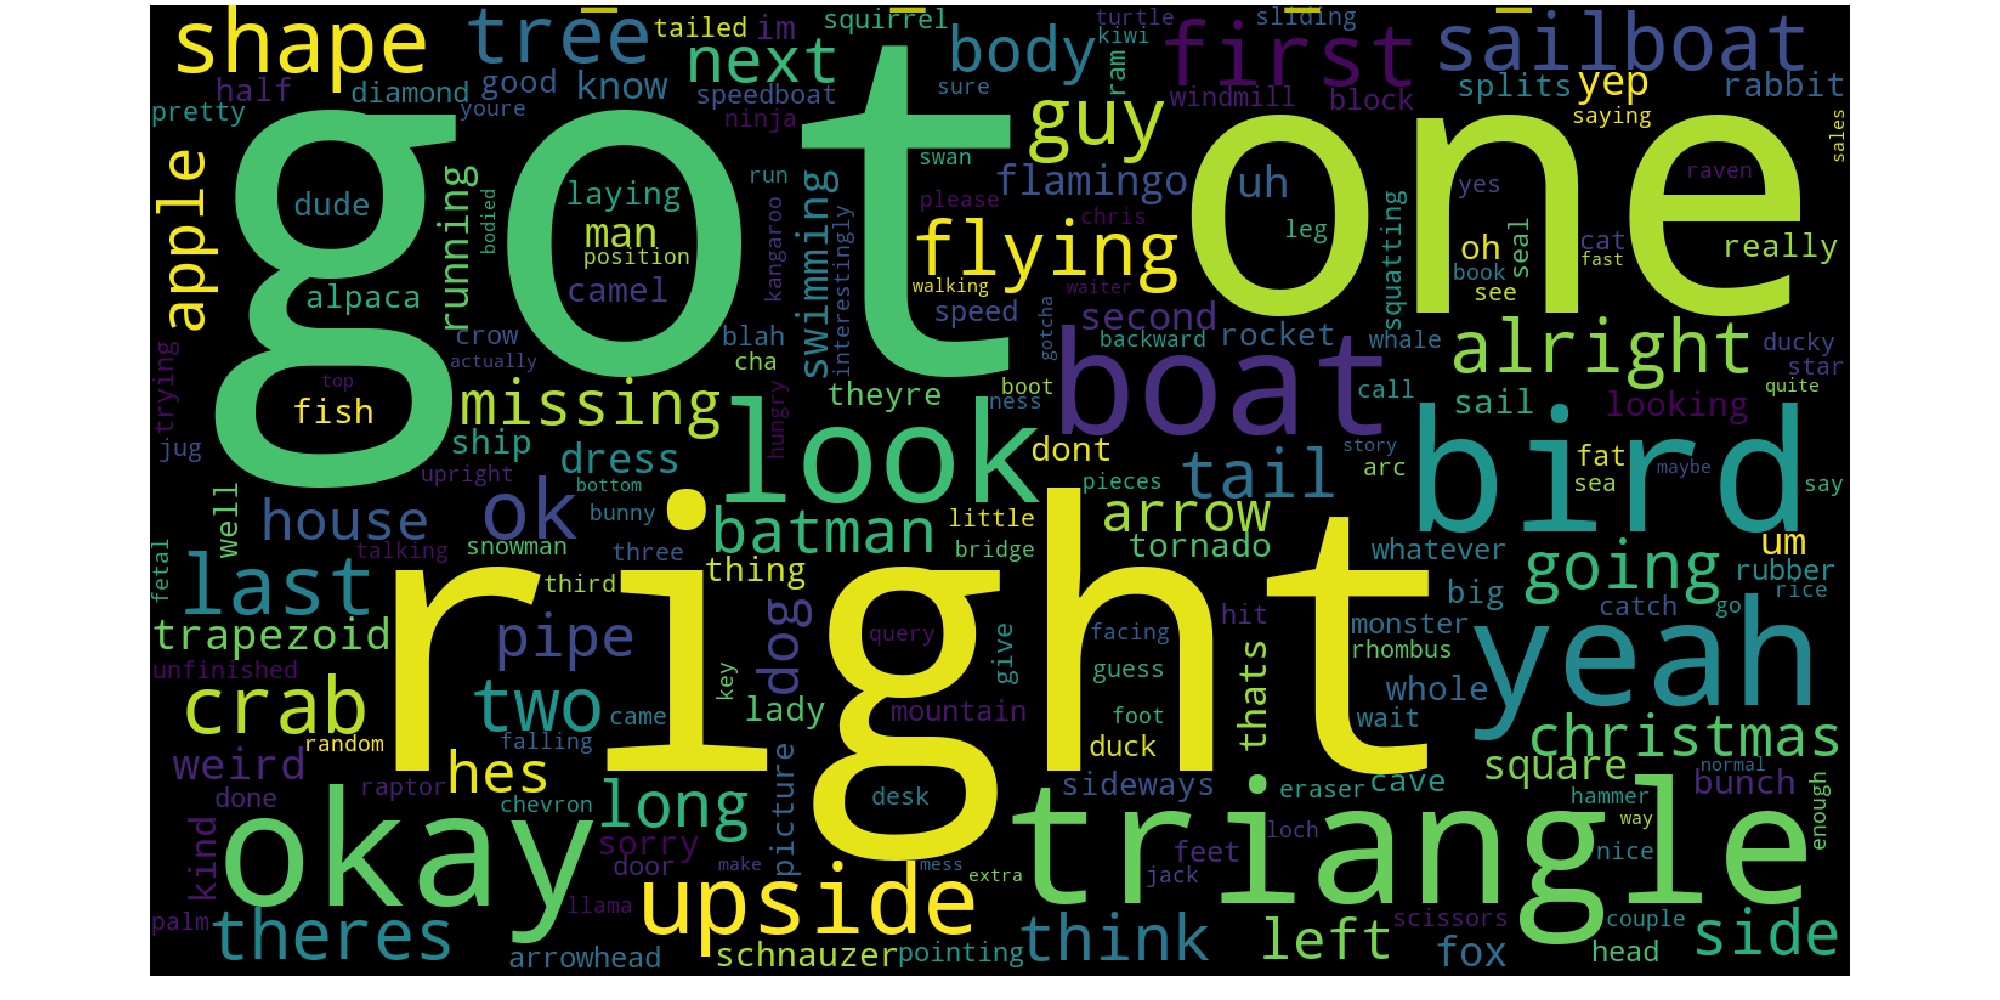 shape
tree
tailed
im
squirrel
turtle
sliding
kiwi
first
sailboat
half
diamond
good
know
next
body
ram
windmill
block
splits
yep
rabbit
pretty
youre
speedboat
sure
ninja
guy
saying
sales
got
one
apple
dude
running
bodied
laying
man
position
run
kangaroo
swimming
interestingly
swan
please
flamingo
chris
uh
leg
yes
raven
flying
walking
waiter
squatting
oh
book
see
seal
cat
fast
really
alpaca
camel
speed
gotcha
second
backward
rocket
whale
alright
ducky
star
quite
crow
actually
blah
cha
trying
top
fish
missing
theyre
boot
ness
boat
call
sail
looking
jug
ship
upright
dress
bottom
hungry
look
dont
pieces
tail
story
arc
bird
fat
sea
maybe
say
well
house
ok
bunny
batman
little
bridge
arrow
tornado
whatever
going
um
rubber
rice
fetal
last
talking
snowman
three
third
thing
right
big
catch
go
trapezoid
unfinished
pipe
dog
query
give
facing
guess
hit
monster
rhombus
yeah
crab
two
came
key
lady
mountain
foot
thats
whole
wait
random
falling
duck
christmas
weird
hes
picture
sideways
square
normal
bunch
done
raptor
chevron
long
desk
eraser
cave
hammer
way
enough
kind
okay
sorry
door
make
mess
extra
triangle
loch
feet
jack
nice
palm
theres
llama
upside
think
left
scissors
couple
side
arrowhead
schnauzer
pointing
fox
head